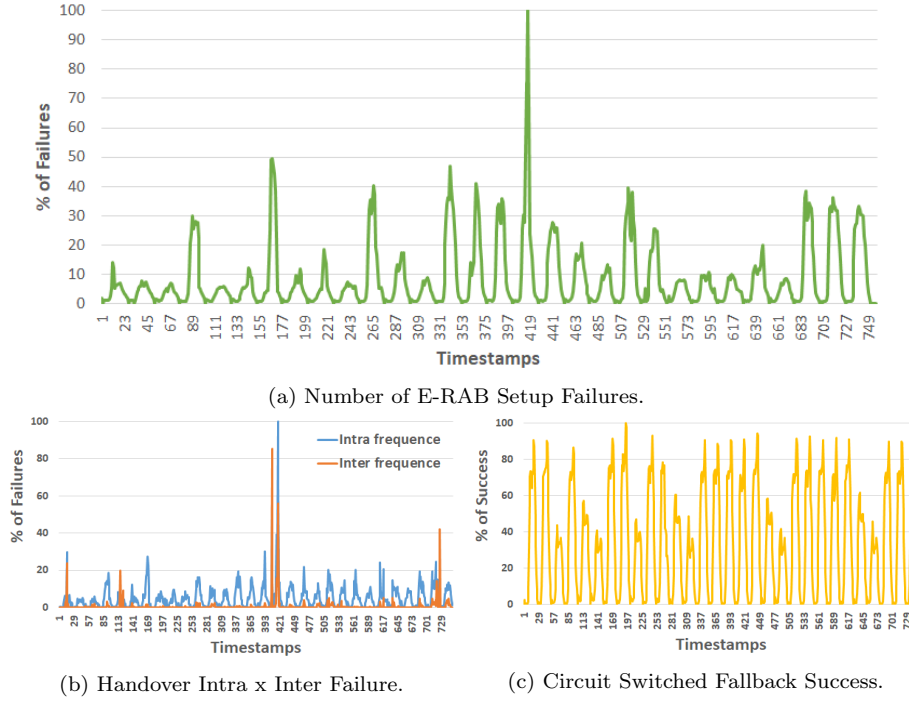 100
90
80
70
60
50
40
30
20
10
0
% of Failures
1 23 45 67 89 111 133 155 177 199 221 243 265 287 309 331 353 375 397 419 441 463 485 507 529 551 573 595 617 639 661 683 705 727 749
Timestamps
(a) Number of E-RAB Setup Failures.
100
80
60
40
20
0
% of Failures
Intra frequence
Inter frequence
1 29 57 85 113 141 169 197 225 253 281 309 337 365 393 421 449 477 505 533 561 589 617 645 673 701 729
Timestamps
(b) Handover Intra x Inter Failure.
100
80
60
40
20
0
% of Success
1 29 57 85 113 141 169 197 225 253 281 309 337 365 393 421 449 477 505 533 561 589 617 645 673 701 729
Timestamps
(c) Circuit Switched Fallback Success.